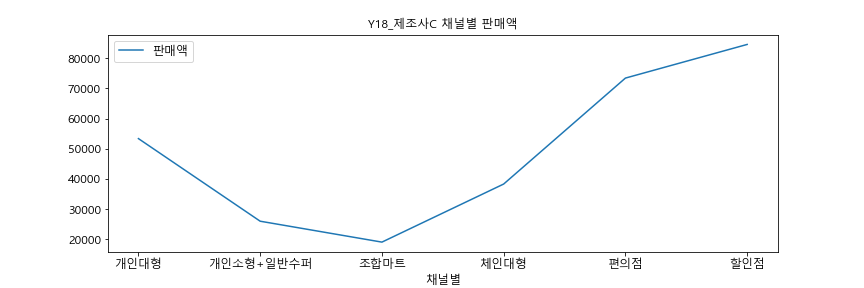 Y18_제조사C 채널별 판매액
판매액
80000
70000
60000
50000
40000
30000
20000
개인대형 개인소형+일반수퍼 조합마트 체인대형 편의점 할인점
채널별